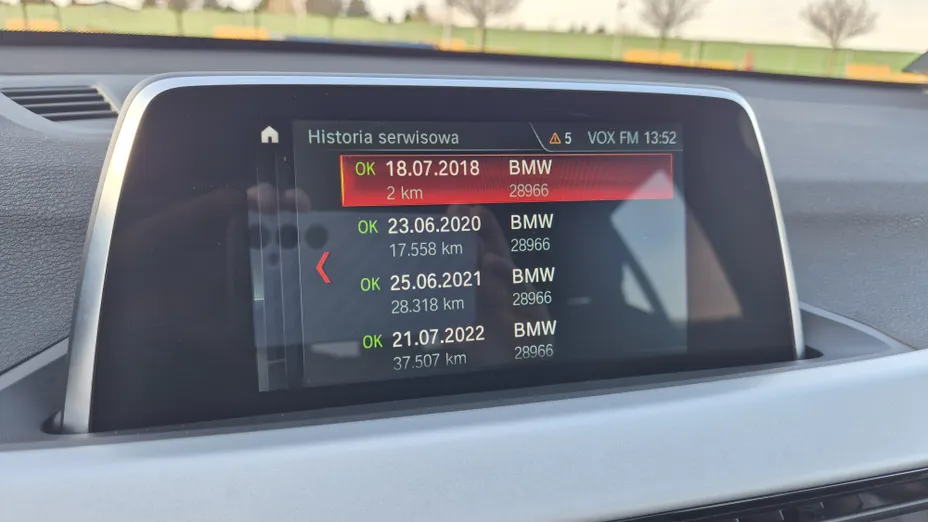 Historia serwisowa 5 VOX FM 13:52
OK 18.07.2018 BMW
2 km 28966
OK 23.06.2020 BMW
17.558 km 28966
OK 25.06.2021 BMW
28.318 km 28966
OK 21.07.2022 BMW
37.507 km 28966